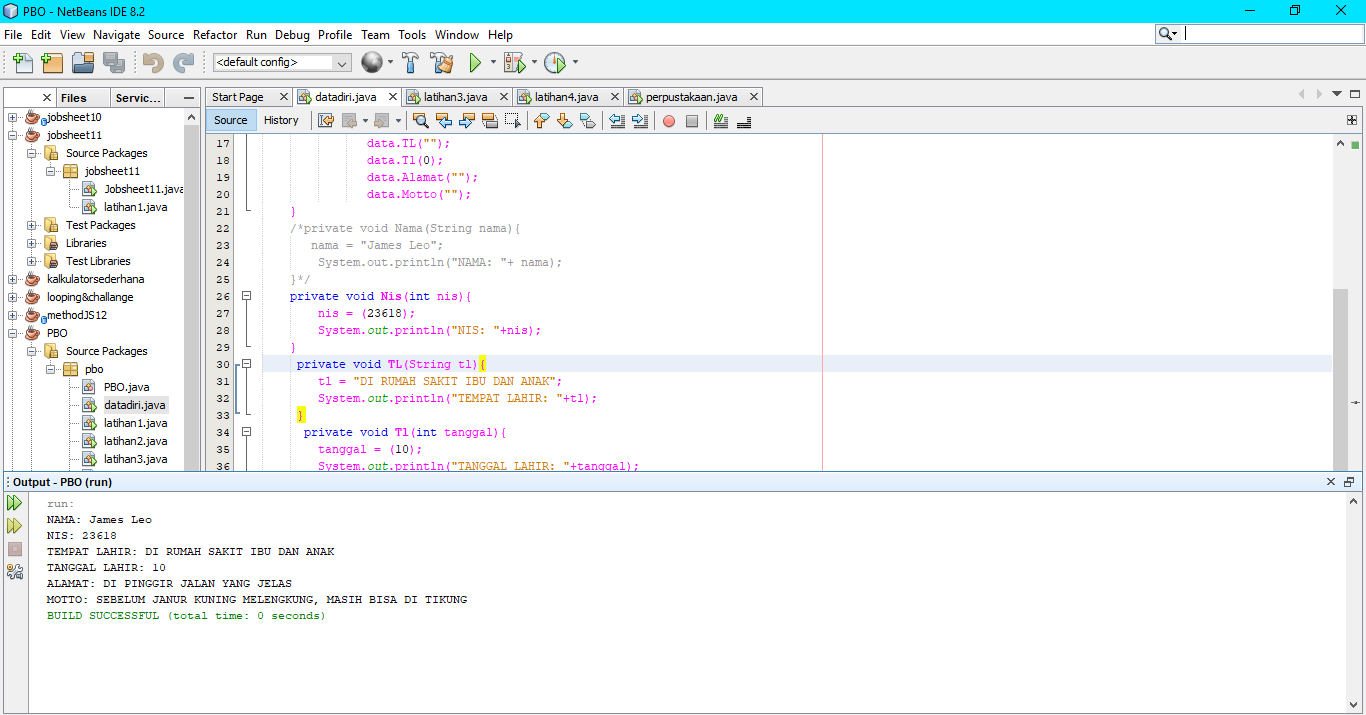 PBO - NetBeans IDE 8.2
File Edit View Navigate Source Refactor Run Debug Profile Team Tools Window Help
<default config>
Files Servic...
Start Page datadiri.java latihan3.java latihan4.java perpustakaan.java
Source History
jobsheet10
jobsheet11
Source Packages
jobsheet11
Jobsheet11.java
latihan1.java
Test Packages
Libraries
Test Libraries
kalkulatorsederhana
looping&challange
methodJS12
PBO
Source Packages
pbo
PBO.java
datadiri.java
latihan1.java
latihan2.java
latihan3.java
17 data.TL("");
18 data.Tl(0);
19 data.Alamat("");
20 data.Motto("");
21 }
22 /*private void Nama(String nama){
23 nama = "James Leo";
24 System.out.println("NAMA: "+ nama);
25 }*/
26 private void Nis(int nis){
27 nis = (23618);
28 System.out.println("NIS: "+nis);
29 }
30 private void TL(String tl){
31 tl = "DI RUMAH SAKIT IBU DAN ANAK";
32 System.out.println("TEMPAT LAHIR: "+tl);
33 }
34 private void Tl(int tanggal){
35 tanggal = (10);
36 System.out.println("TANGGAL LAHIR: "+tanggal);
Output - PBO (run)
run:
NAMA: James Leo
NIS: 23618
TEMPAT LAHIR: DI RUMAH SAKIT IBU DAN ANAK
TANGGAL LAHIR: 10
ALAMAT: DI PINGGIR JALAN YANG JELAS
MOTTO: SEBELUM JANUR KUNING MELENGKUNG, MASIH BISA DI TIKUNG
BUILD SUCCESSFUL (total time: 0 seconds)